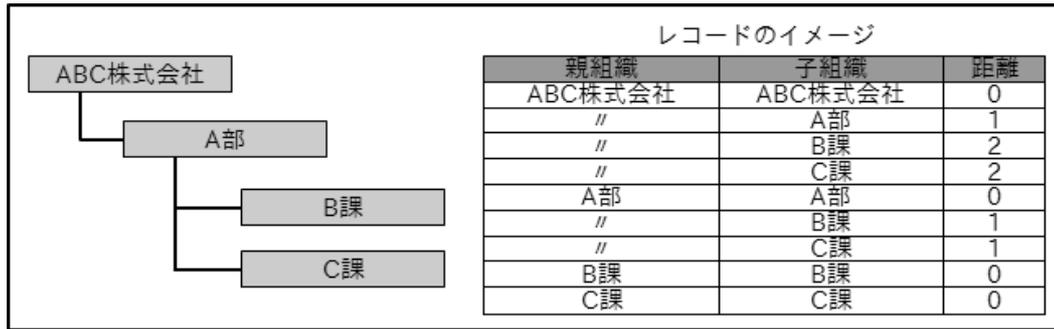 ABC株式会社
A部
B課
C課
レコードのイメージ
親組織 子組織 距離
ABC株式会社 ABC株式会社 0
〃 A部 1
〃 B課 2
〃 C課 2
A部 A部 0
〃 B課 1
〃 C課 1
B課 B課 0
C課 C課 0